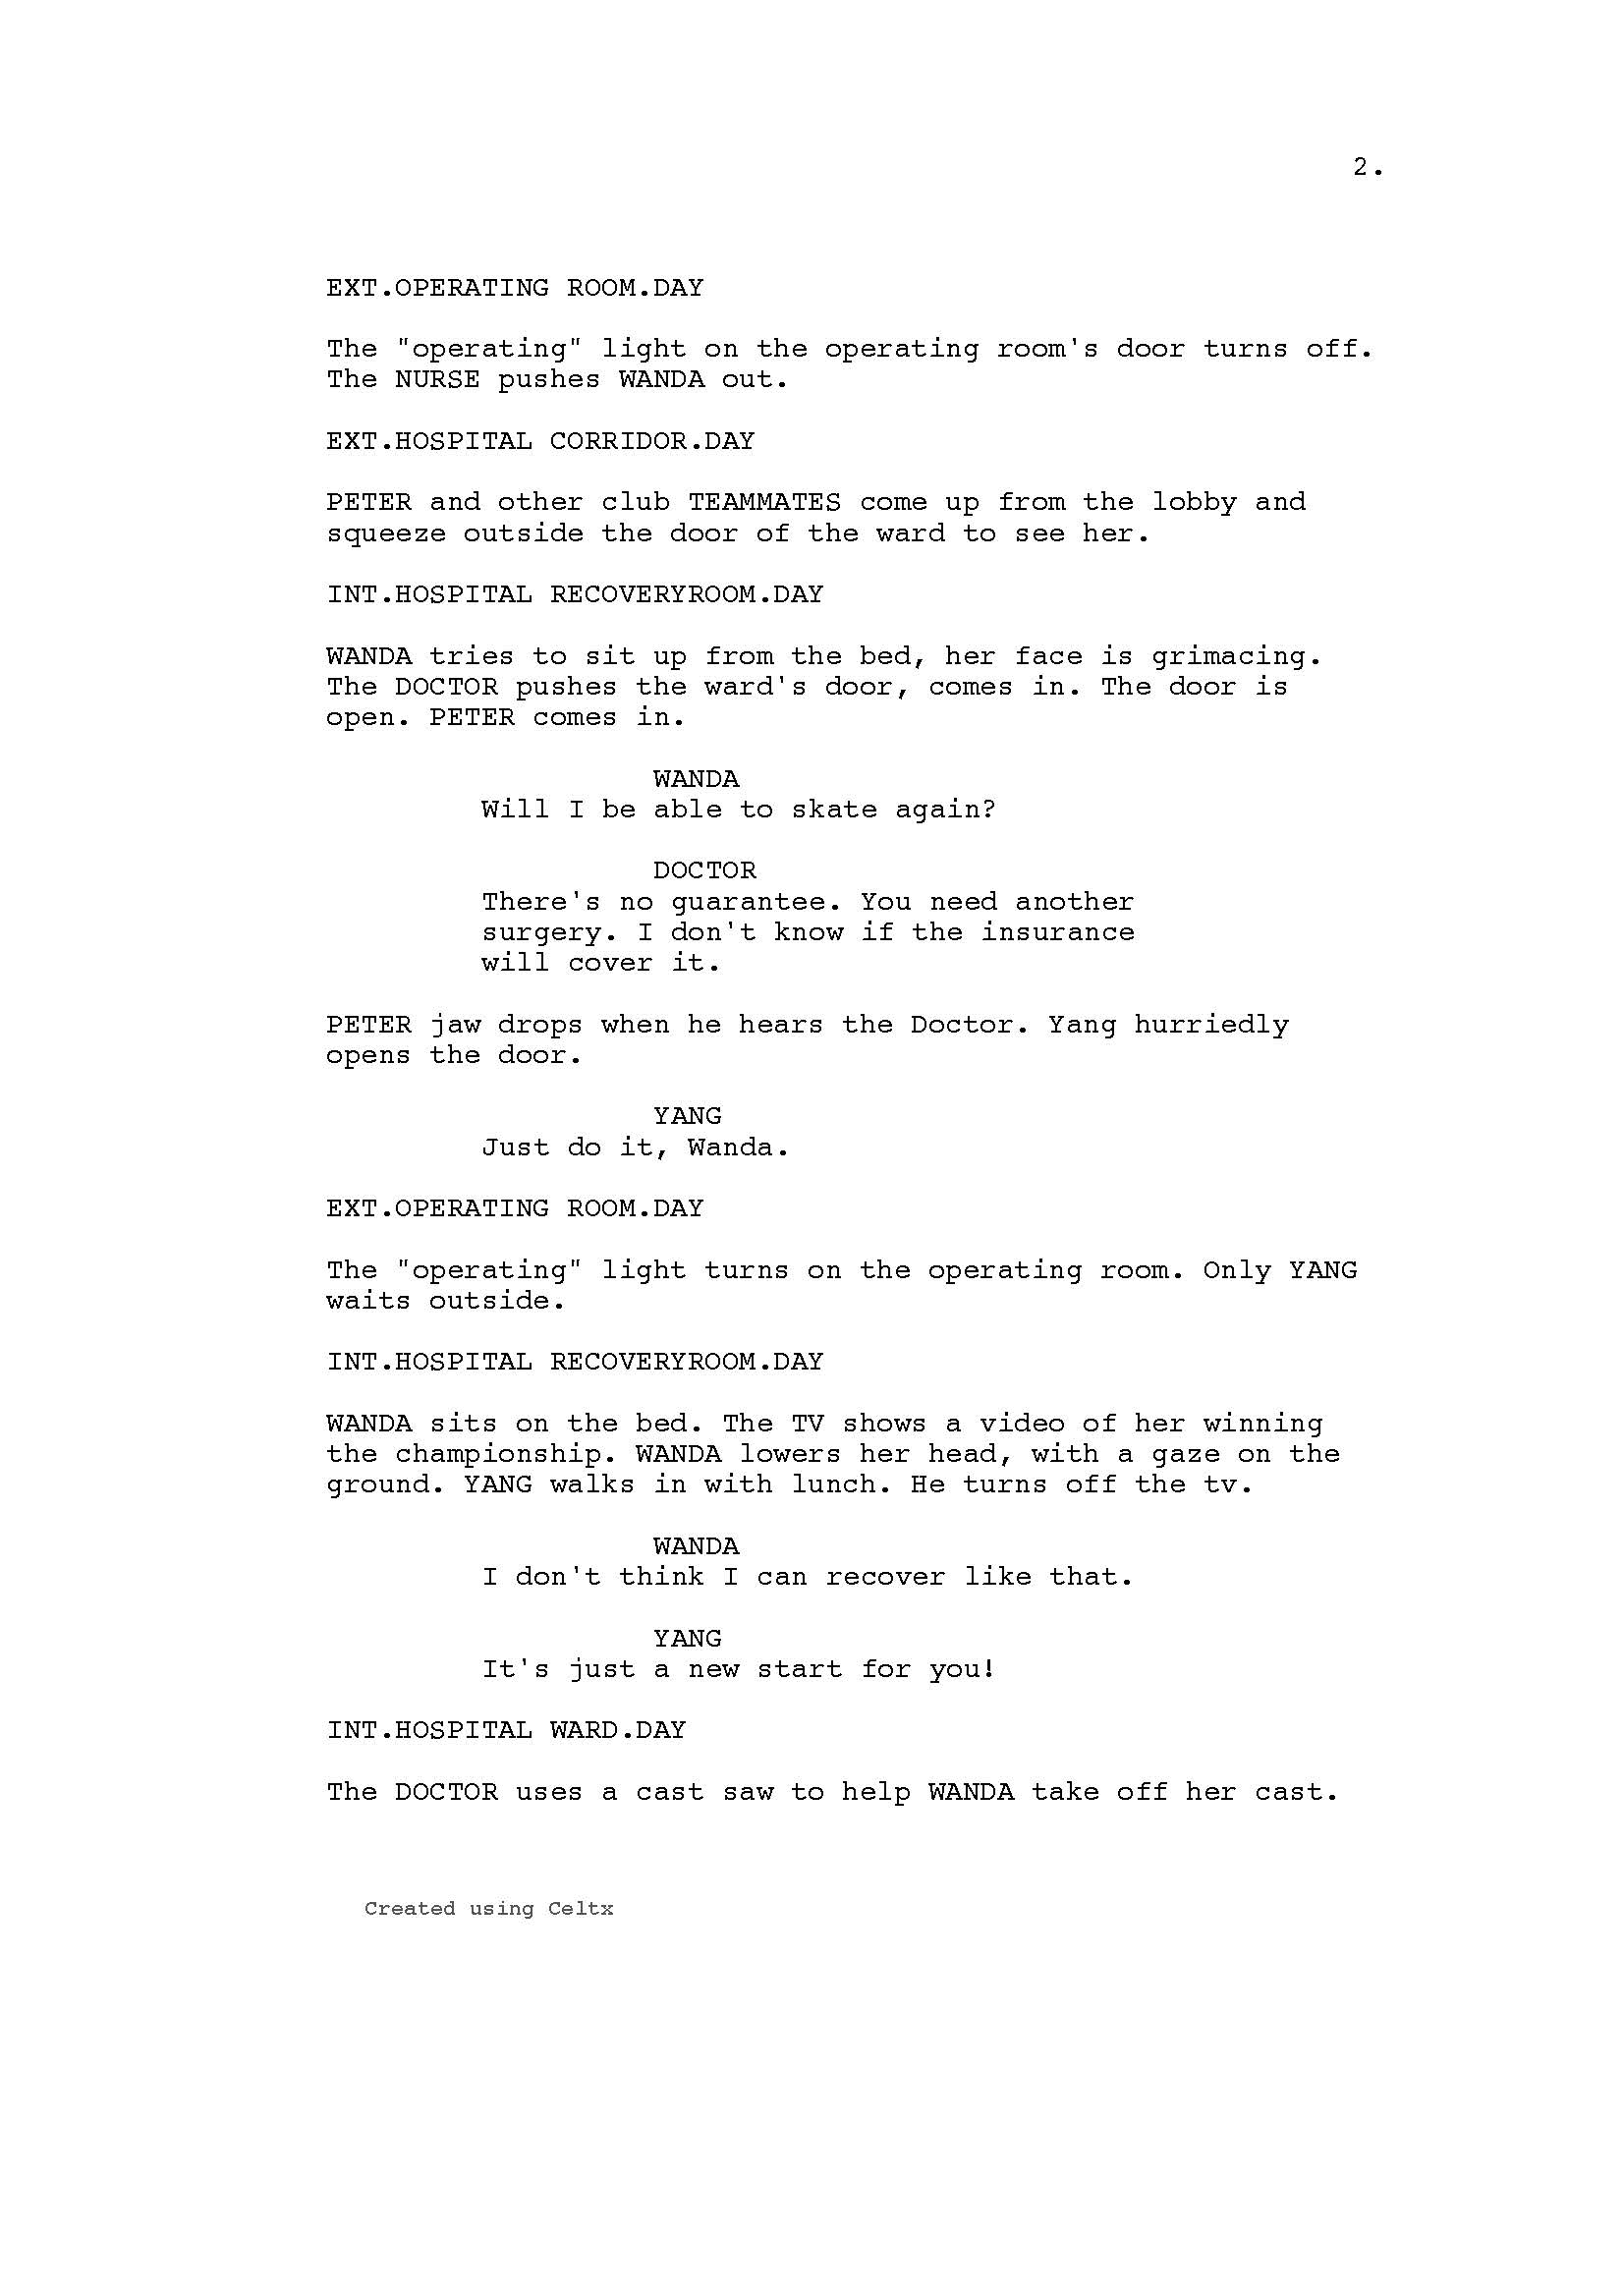 2.
EXT.OPERATING ROOM.DAY
The "operating" light on the operating room's door turns off.
The NURSE pushes WANDA out.
EXT.HOSPITAL CORRIDOR.DAY
PETER and other club TEAMMATES come up from the lobby and
squeeze outside the door of the ward to see her.
INT.HOSPITAL RECOVERYROOM.DAY
WANDA tries to sit up from the bed, her face is grimacing.
The DOCTOR pushes the ward's door, comes in. The door is
open. PETER comes in.
WANDA
Will I be able to skate again?
DOCTOR
There's no guarantee. You need another
surgery. I don't know if the insurance
will cover it.
PETER jaw drops when he hears the Doctor. Yang hurriedly
opens the door.
YANG
Just do it, Wanda.
EXT.OPERATING ROOM.DAY
The "operating" light turns on the operating room. Only YANG
waits outside.
INT.HOSPITAL RECOVERYROOM.DAY
WANDA sits on the bed. The TV shows a video of her winning
the championship. WANDA lowers her head, with a gaze on the
ground. YANG walks in with lunch. He turns off the tv.
WANDA
I don't think I can recover like that.
YANG
It's just a new start for you!
INT.HOSPITAL WARD.DAY
The DOCTOR uses a cast saw to help WANDA take off her cast.
Created using Celtx